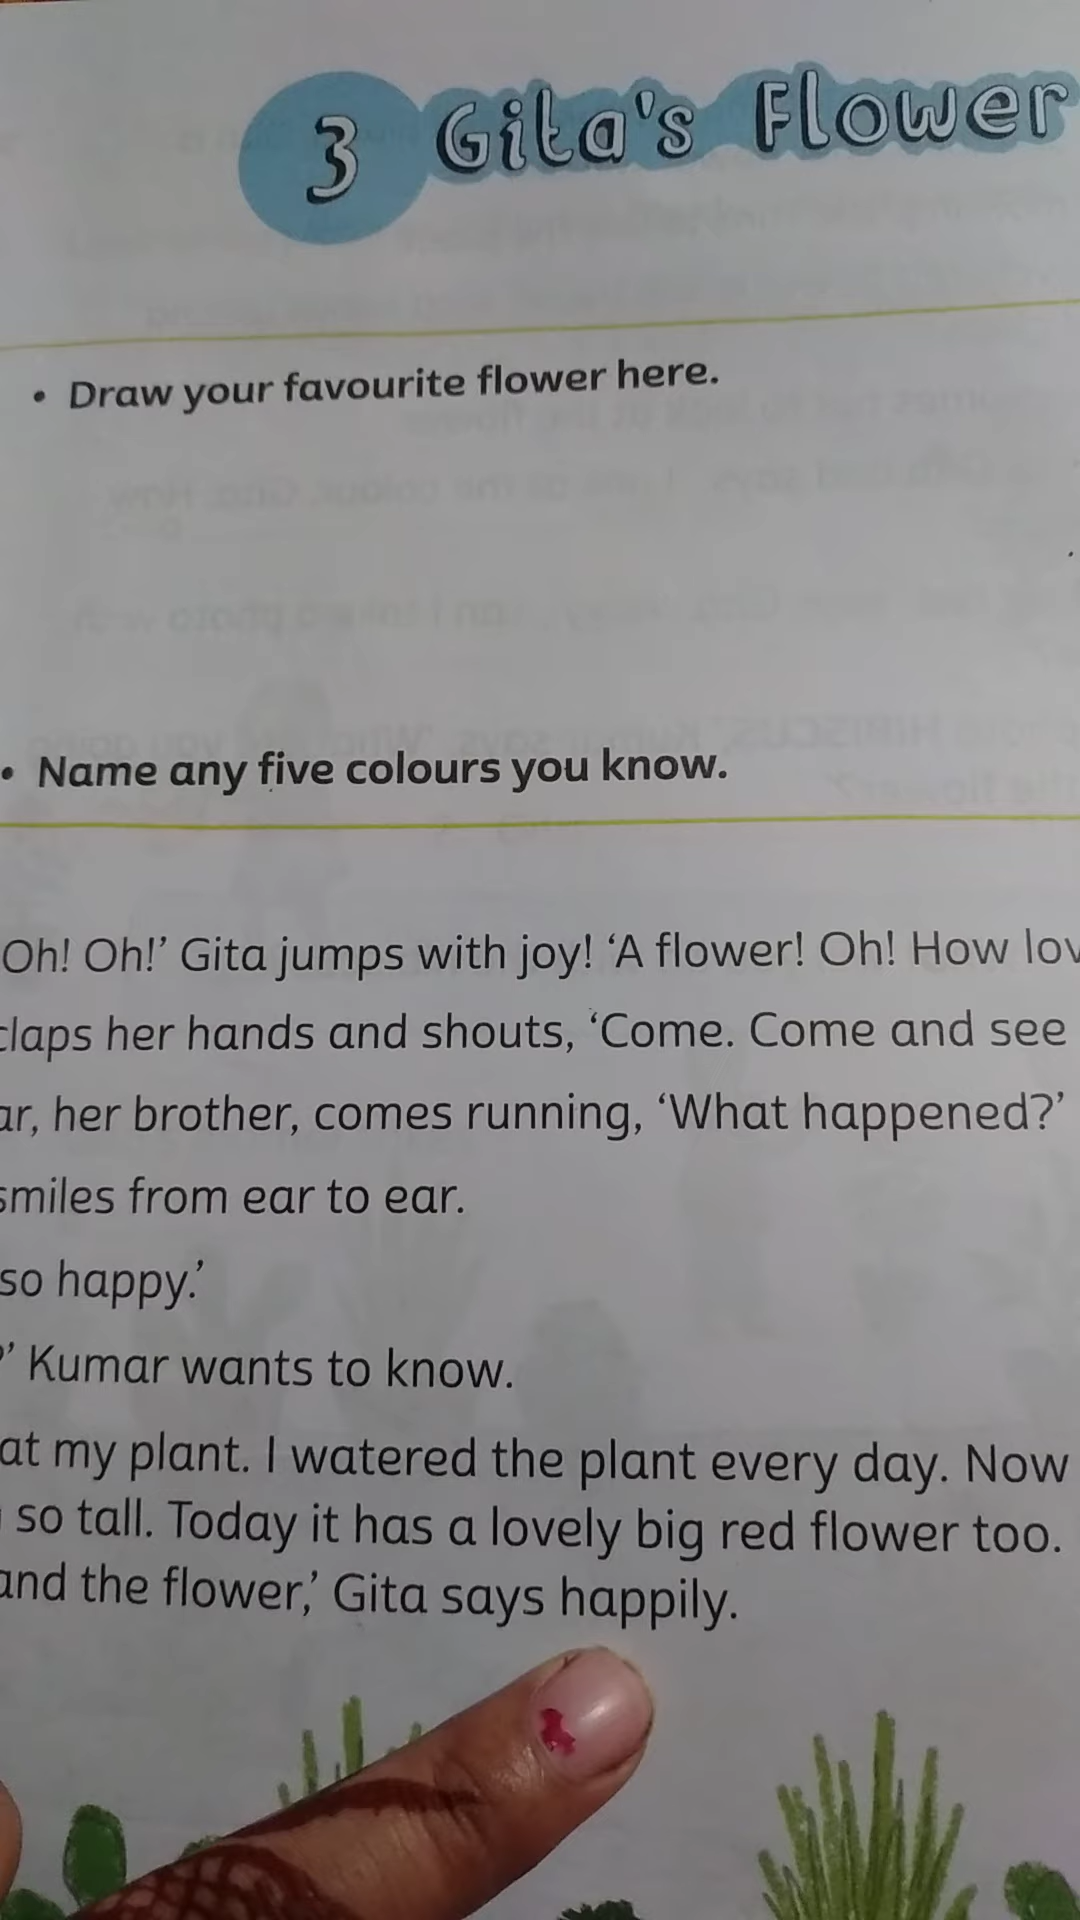 3 Gita's Flower
• Draw your favourite flower here.
• Name any five colours you know.
Oh! Oh!’ Gita jumps with joy! ‘A flower! Oh! How
her hands and shouts, ‘Come. Come and see
her brother, comes running, ‘What happened?’
smiles from ear to ear.
so happy.’
’ Kumar wants to know.
at my plant. I watered the plant every day. Now
so tall. Today it has a lovely big red flower too.
and the flower,’ Gita says happily.